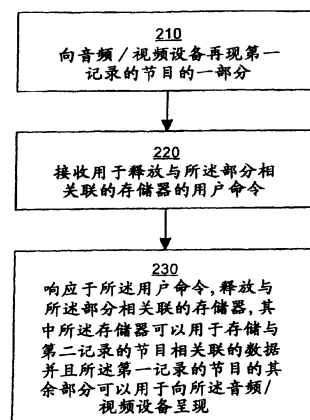 210
向音频/视频设备再现第一
记录的节目的一部分
220
接收用于释放与所述部分相
关联的存储器的用户命令
230
响应于所述用户命令,释放与
所述部分相关联的存储器,其
中所述存储器可以用于存储与
第二记录的节目相关联的数据
并且所述第一记录的节目的其
余部分可以用于向所述音频/
视频设备呈现